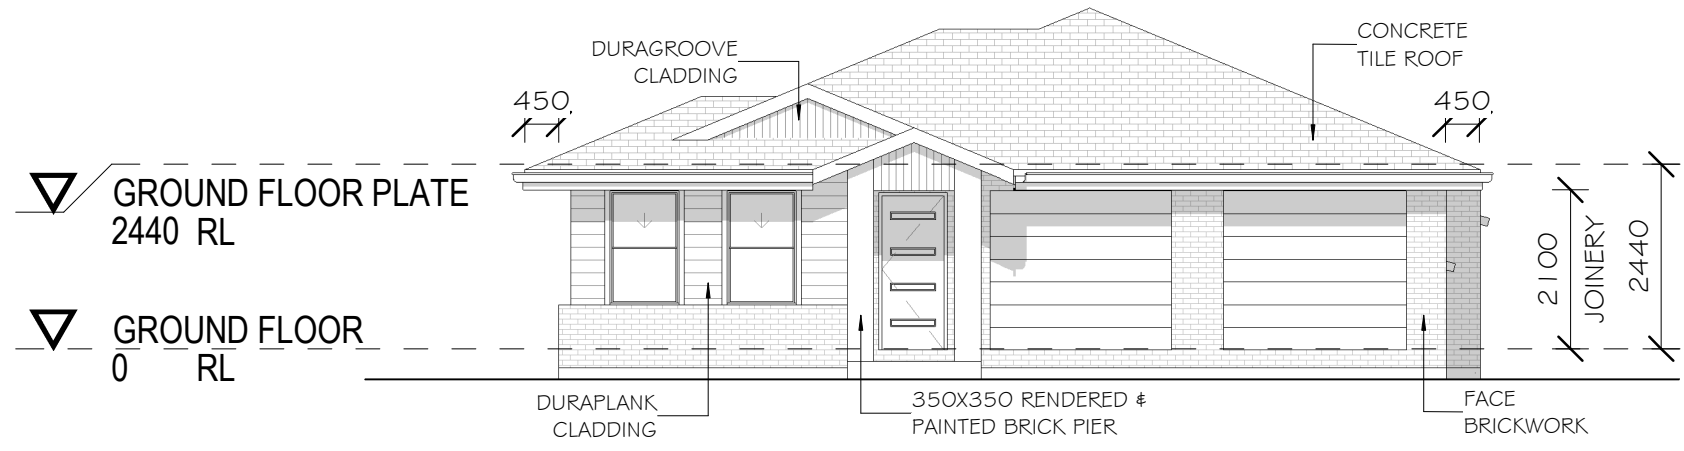 DURAGROOVE
CLADDING
CONCRETE
TILE ROOF
450
450
GROUND FLOOR PLATE
2440 RL
GROUND FLOOR
0 RL
2100
JOINERY
2440
DURAPLANK
CLADDING
350X350 RENDERED &
PAINTED BRICK PIER
FACE
BRICKWORK